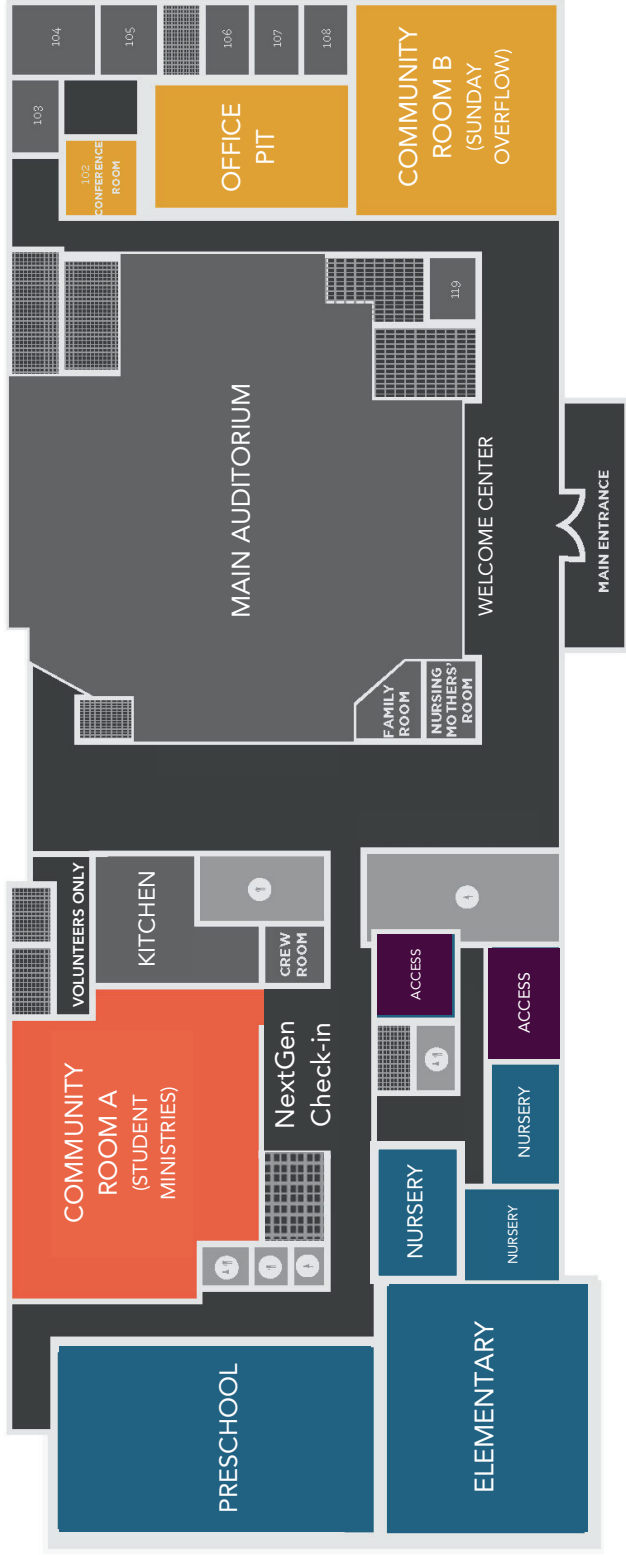 104
105
106
107
108
103
102
CONFERENCE
ROOM
OFFICE
PIT
COMMUNITY
ROOM B
(SUNDAY
OVERFLOW)
119
MAIN AUDITORIUM
WELCOME CENTER
MAIN ENTRANCE
FAMILY
ROOM
NURSING
MOTHERS'
ROOM
VOLUNTEERS ONLY
KITCHEN
CREW
ROOM
COMMUNITY
ROOM A
(STUDENT
MINISTRIES)
NextGen
Check-in
ACCESS
ACCESS
NURSERY
NURSERY
NURSERY
PRESCHOOL
ELEMENTARY